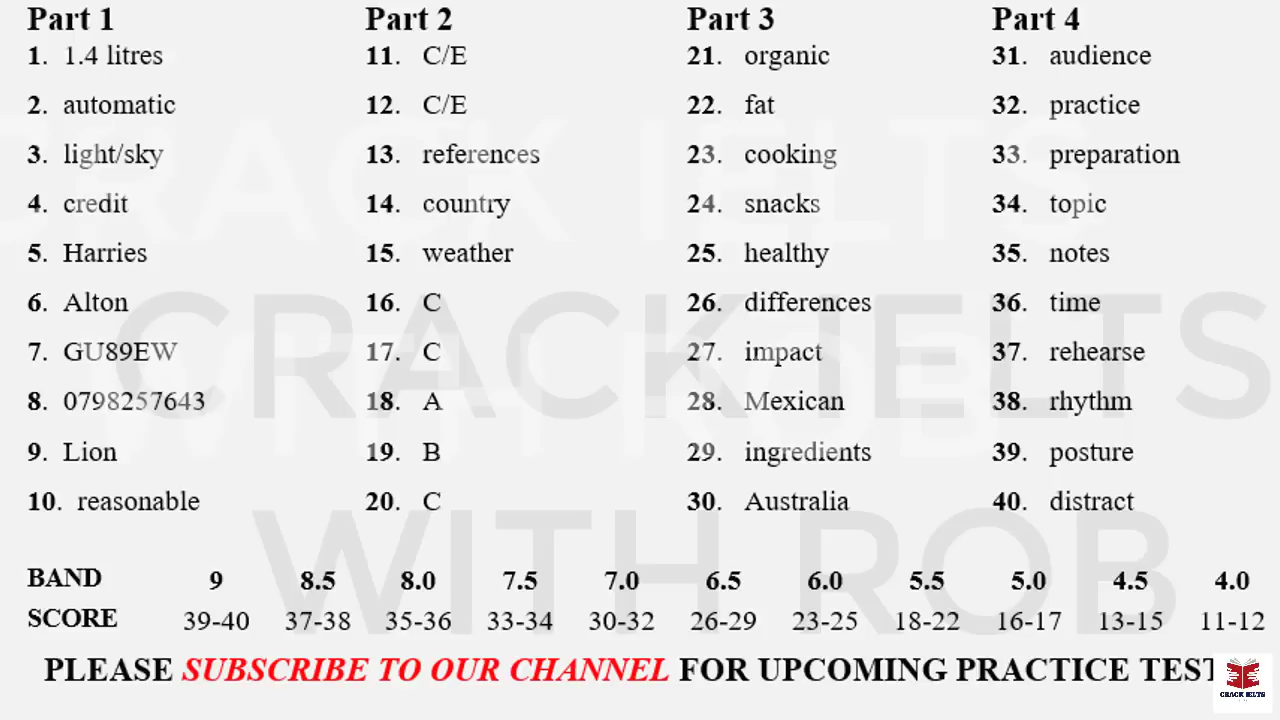 Part 1 Part 2 Part 3 Part 4
1. 1.4 litres 11. C/E 21. organic 31. audience
2. automatic 12. C/E 22. fat 32. practice
3. light/sky 13. references 23. cooking 33. preparation
4. credit 14. country 24. snacks 34. topic
5. Harries 15. weather 25. healthy 35. notes
6. Alton 16. C 26. differences 36. time
7. GU89EW 17. C 27. impact 37. rehearse
8. 0798257643 18. A 28. Mexican 38. rhythm
9. Lion 19. B 29. ingredients 39. posture
10. reasonable 20. C 30. Australia 40. distract
BAND 9 8.5 8.0 7.5 7.0 6.5 6.0 5.5 5.0 4.5 4.0
SCORE 39-40 37-38 35-36 33-34 30-32 26-29 23-25 18-22 16-17 13-15 11-12
PLEASE SUBSCRIBE TO OUR CHANNEL FOR UPCOMING PRACTICE TEST
CRACK IELTS
CRACK IELTS
WITH ROB
CRACK IELTS
WITH ROB